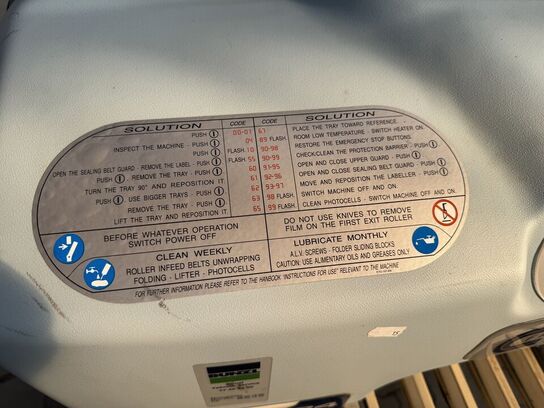 SOLUTION CODE CODE SOLUTION
PUSH 00-01 67 PLACE THE TRAY TOWARD REFERENCE.
INSPECT THE MACHINE - PUSH 04 89 FLASH ROOM LOW TEMPERATURE - SWITCH HEATER ON
PUSH FLASH 10 90-98 RESTORE THE EMERGENCY STOP BUTTONS.
OPEN THE SEALING BELT GUARD - REMOVE THE LABEL - PUSH FLASH 55 90-99 CHECK/CLEAN THE PROTECTION BARRIER - PUSH
PUSH - REMOVE THE TRAY - PUSH 60 91-95 OPEN AND CLOSE UPPER GUARD - PUSH
TURN THE TRAY 90° AND REPOSITION IT 61 92-96 OPEN AND CLOSE SEALING BELT GUARD - PUSH
PUSH - USE BIGGER TRAYS - PUSH 62 93-97 MOVE AND REPOSITION THE LABELLER - PUSH
REMOVE THE TRAY - PUSH 63 98 FLASH SWITCH MACHINE OFF AND ON.
LIFT THE TRAY AND REPOSITION IT 65 99 FLASH CLEAN PHOTOCELLS - SWITCH MACHINE OFF AND ON.
BEFORE WHATEVER OPERATION
SWITCH POWER OFF
DO NOT USE KNIVES TO REMOVE
FILM ON THE FIRST EXIT ROLLER
CLEAN WEEKLY
ROLLER INFEED BELTS UNWRAPPING
FOLDING - LIFTER - PHOTOCELLS
LUBRICATE MONTHLY
A.L.V. SCREWS - FOLDER SLIDING BLOCKS
CAUTION: USE ALIMENTARY OILS AND GREASES ONLY
FOR FURTHER INFORMATION PLEASE REFER TO THE HANBOOK 'INSTRUCTIONS FOR USE' RELEVANT TO THE MACHINE
15
BUNZL